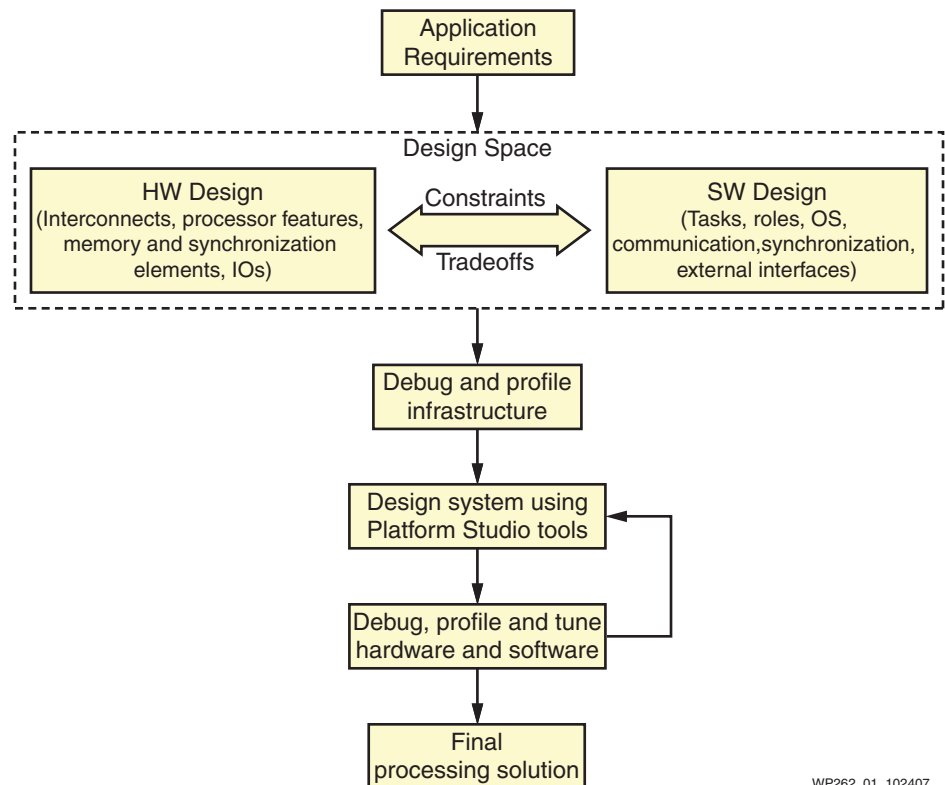 Application
Requirements
Design Space
HW Design
(Interconnects, processor features,
memory and synchronization
elements, IOs)
Constraints
Tradeoffs
SW Design
(Tasks, roles, OS,
communication,synchronization,
external interfaces)
Debug and profile
infrastructure
Design system using
Platform Studio tools
Debug, profile and tune
hardware and software
Final
processing solution
WP262_01_102407